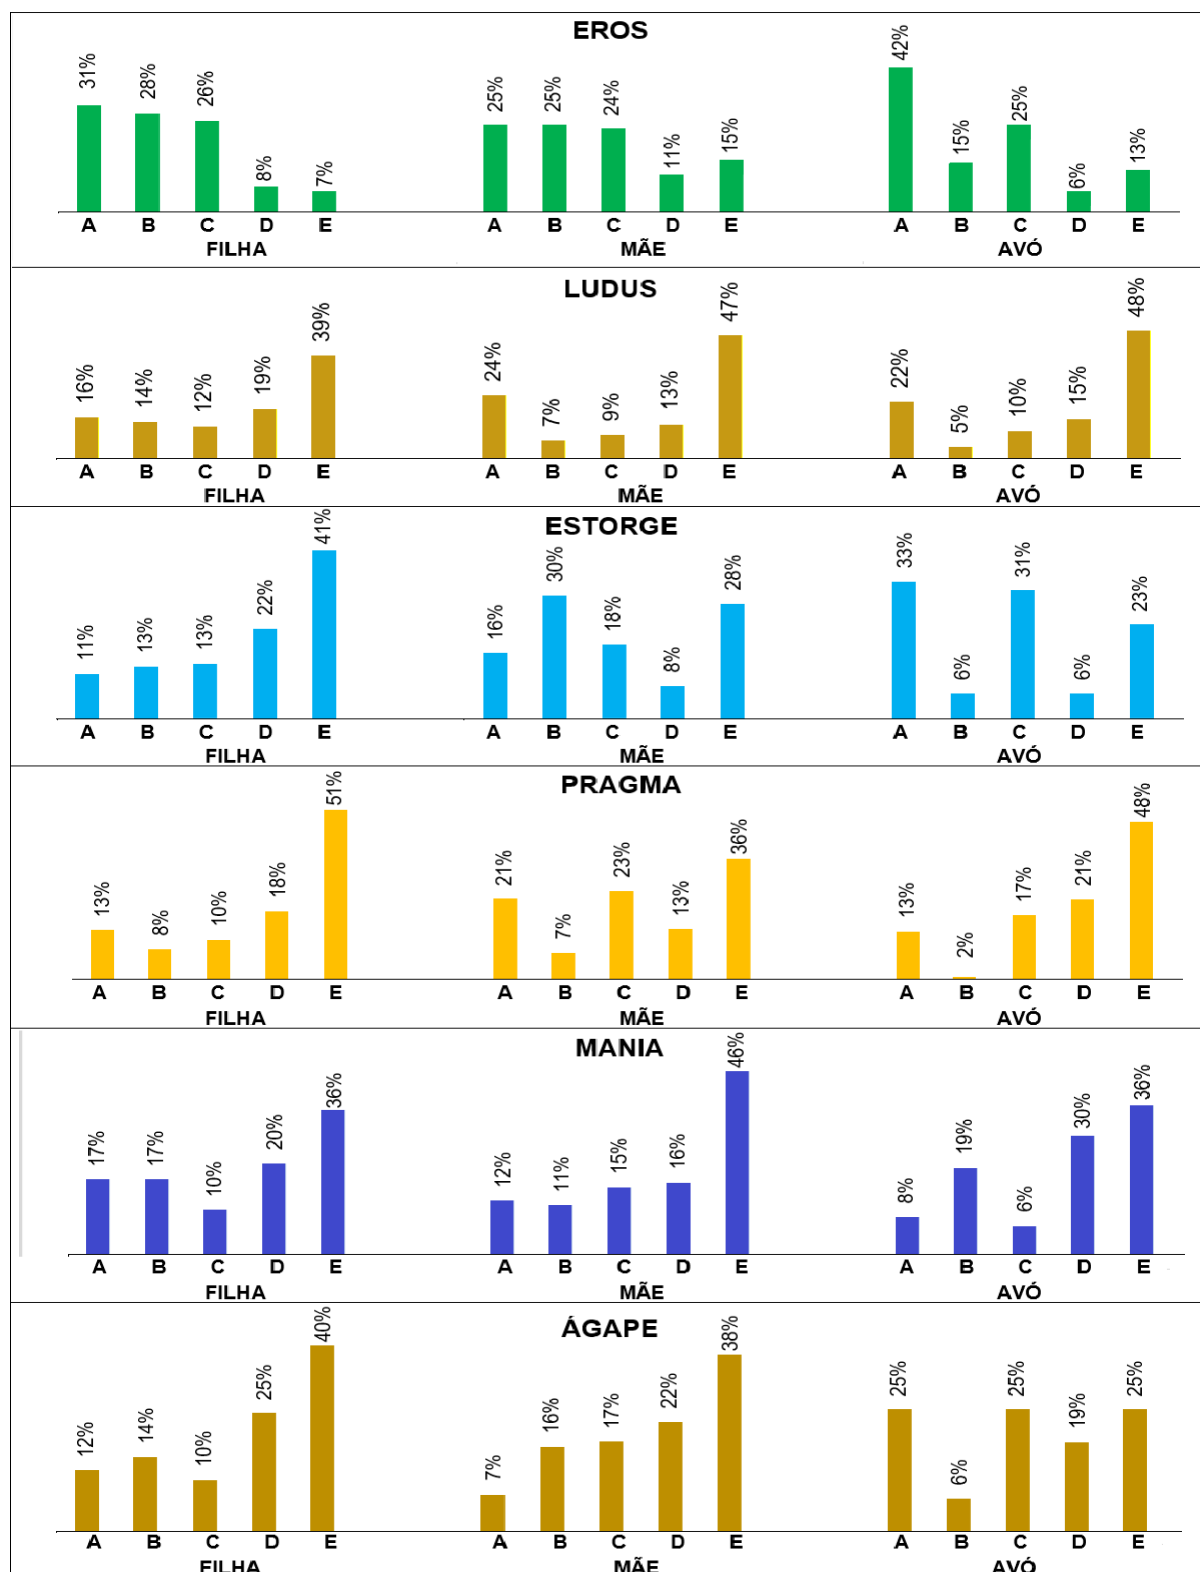 EROS
31% 28% 26% 8% 7% 25% 25% 24% 11% 15% 42% 15% 25% 6% 13%
A B C D E A B C D E A B C D E
FILHA MÃE AVÓ
LUDUS
16% 14% 12% 19% 39% 24% 7% 9% 13% 47% 22% 5% 10% 15% 48%
A B C D E A B C D E A B C D E
FILHA MÃE AVÓ
ESTORGE
11% 13% 13% 22% 41% 16% 30% 18% 8% 28% 33% 6% 31% 6% 23%
A B C D E A B C D E A B C D E
FILHA MÃE AVÓ
PRAGMA
13% 8% 10% 18% 51% 21% 7% 23% 13% 36% 13% 2% 17% 21% 48%
A B C D E A B C D E A B C D E
FILHA MÃE AVÓ
MANIA
17% 17% 10% 20% 36% 12% 11% 15% 16% 46% 8% 19% 6% 30% 36%
A B C D E A B C D E A B C D E
FILHA MÃE AVÓ
ÁGAPE
12% 14% 10% 25% 40% 7% 16% 17% 22% 38% 25% 6% 25% 19% 25%
A B C D E A B C D E A B C D E
FILHA MÃE AVÓ